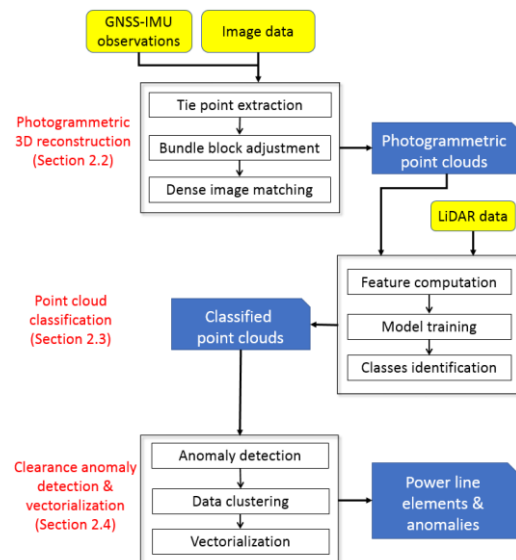 GNSS-IMU
observations
Image data
Photogrammetric
3D reconstruction
(Section 2.2)
Tie point extraction
Bundle block adjustment
Dense image matching
Photogrammetric
point clouds
LiDAR data
Point cloud
classification
(Section 2.3)
Classified
point clouds
Feature computation
Model training
Classes identification
Clearance anomaly
detection &
vectorialization
(Section 2.4)
Anomaly detection
Data clustering
Vectorialization
Power line
elements &
anomalies